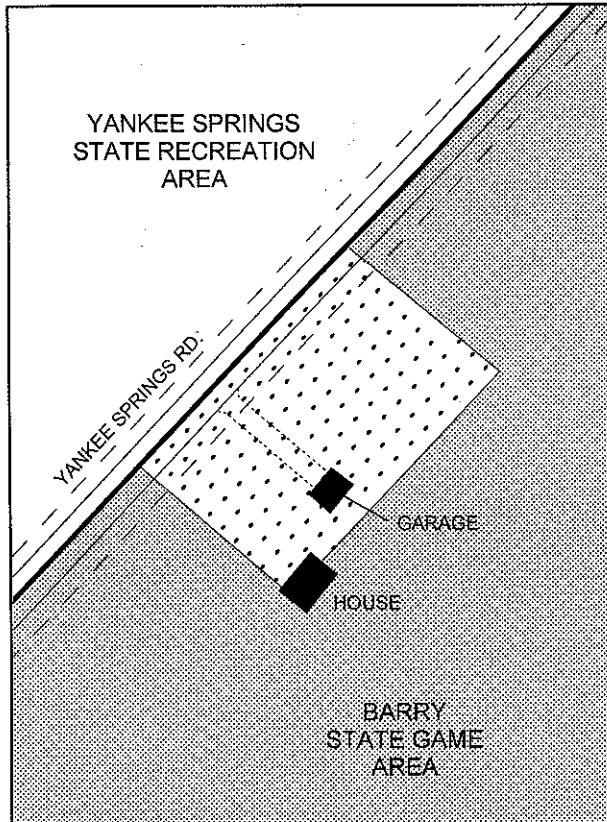 YANKEE SPRINGS
STATE RECREATION
AREA
YANKEE SPRINGS RD.
GARAGE
HOUSE
BARRY
STATE GAME
AREA